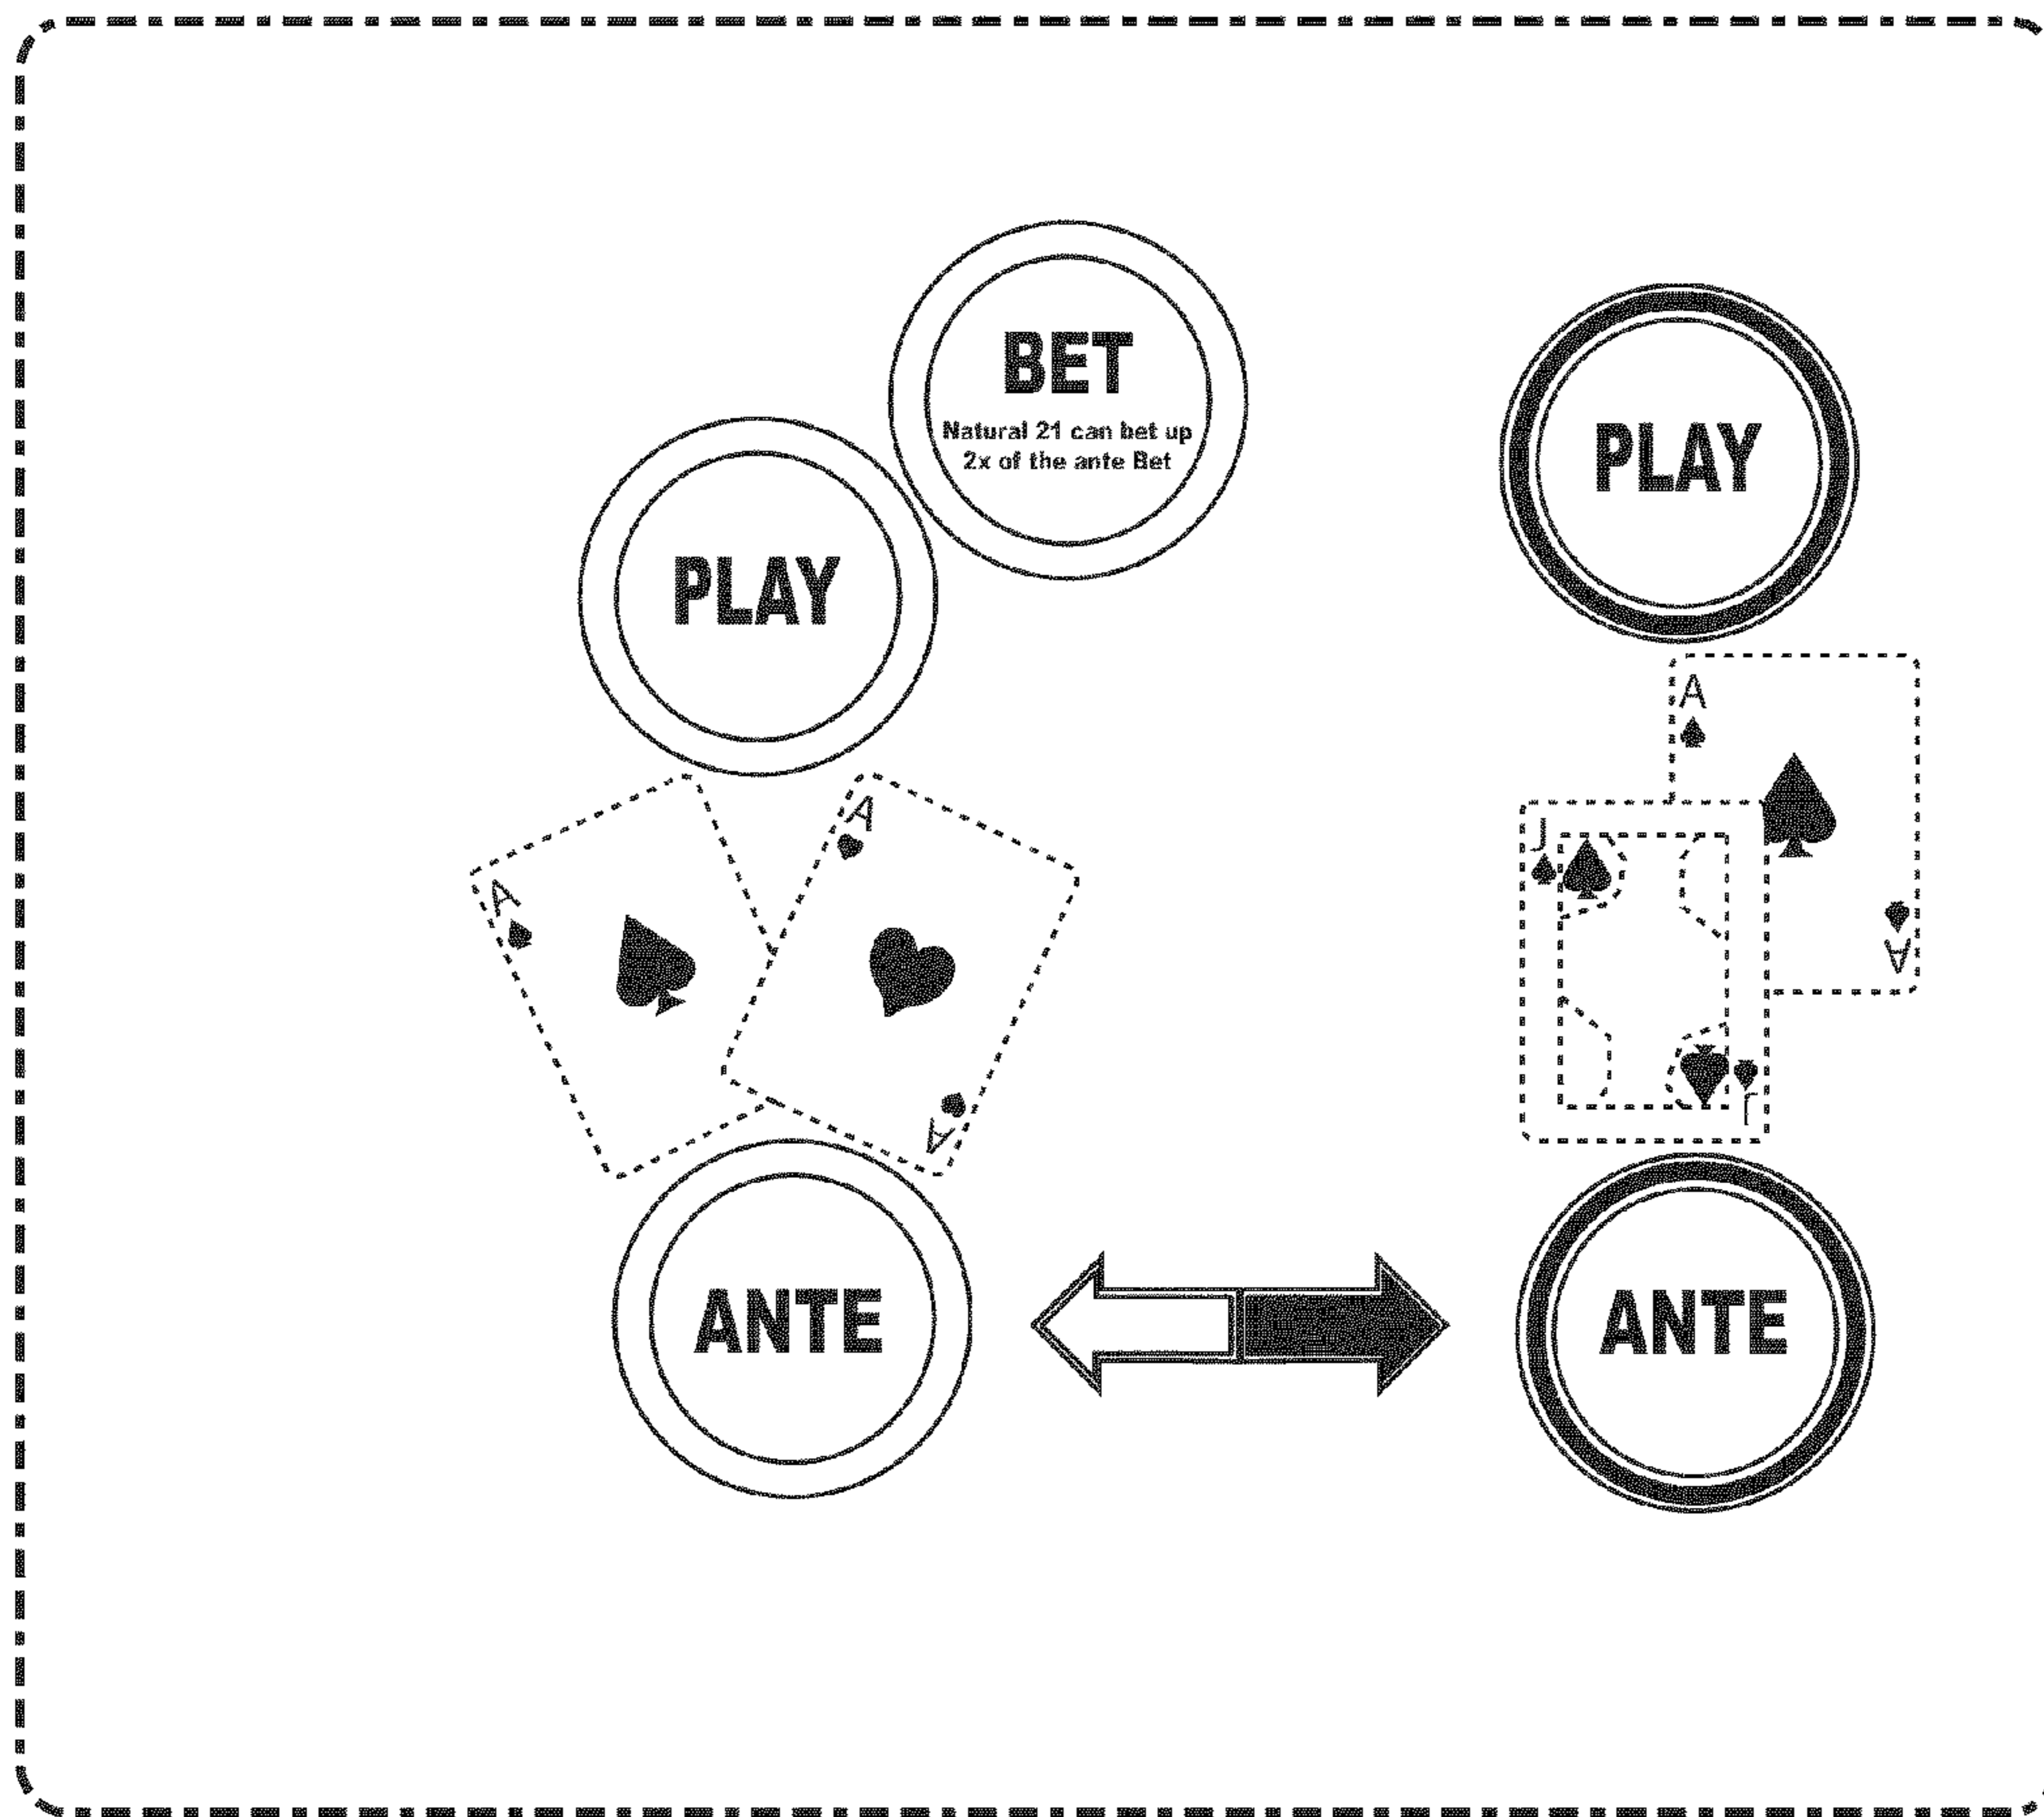 BET
Natural 21 can bet up
2x of the ante Bet
PLAY
PLAY
A
A
A
J
A
J
A
ANTE
ANTE